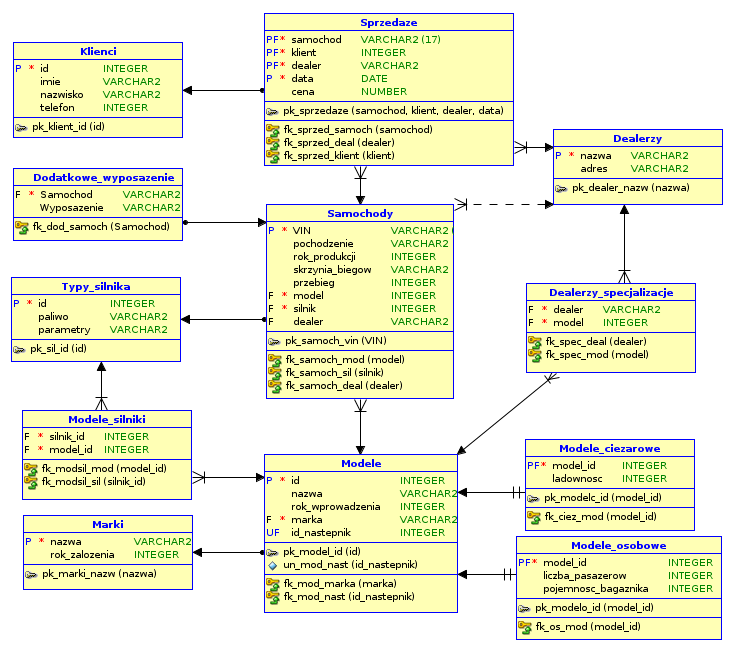 Sprzedaze
PF* samochod VARCHAR2 (17)
PF* klient INTEGER
PF* dealer VARCHAR2
P * data DATE
cena NUMBER
pk_sprzedaze (samochod, klient, dealer, data)
fk_sprzed_samoch (samochod)
fk_sprzed_deal (dealer)
fk_sprzed_klient (klient)
Klienci
P * id INTEGER
imie VARCHAR2
nazwisko VARCHAR2
telefon INTEGER
pk_klient_id (id)
Dealerzy
P * nazwa VARCHAR2
adres VARCHAR2
pk_dealer_nazw (nazwa)
Dodatkowe_wyposazenie
F * Samochod VARCHAR2
Wyposazenie VARCHAR2
fk_dod_samoch (Samochod)
Samochody
P * VIN VARCHAR2 (
pochodzenie VARCHAR2
rok_produkcji INTEGER
skrzynia_biegow VARCHAR2
przebieg INTEGER
F * model INTEGER
F * silnik INTEGER
F dealer VARCHAR2
pk_samoch_vin (VIN)
fk_samoch_mod (model)
fk_samoch_sil (silnik)
fk_samoch_deal (dealer)
Typy_silnika
P * id INTEGER
paliwo VARCHAR2
parametry VARCHAR2
pk_sil_id (id)
Dealerzy_specjalizacje
F * dealer VARCHAR2
F * model INTEGER
fk_spec_deal (dealer)
fk_spec_mod (model)
Modele_silniki
F * silnik_id INTEGER
F * model_id INTEGER
fk_modsil_mod (model_id)
fk_modsil_sil (silnik_id)
Modele
P * id INTEGER
nazwa VARCHAR2
rok_wprowadzenia INTEGER
F * marka VARCHAR2
UF id_nastepnik INTEGER
pk_model_id (id)
un_mod_nast (id_nastepnik)
fk_mod_marka (marka)
fk_mod_nast (id_nastepnik)
Modele_ciezarowe
PF* model_id INTEGER
ladownosc INTEGER
pk_modelc_id (model_id)
fk_ciez_mod (model_id)
Marki
P * nazwa VARCHAR2
rok_zalozenia INTEGER
pk_marki_nazw (nazwa)
Modele_osobowe
PF* model_id INTEGER
liczba_pasazerow INTEGER
pojemnosc_bagaznika INTEGER
pk_modelo_id (model_id)
fk_os_mod (model_id)